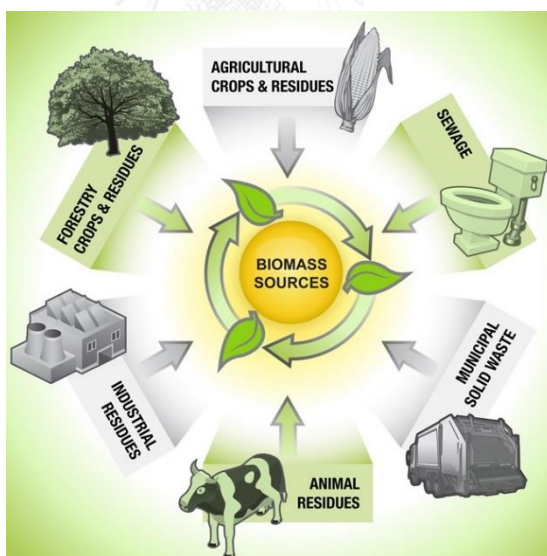 AGRICULTURAL
CROPS & RESIDUES
SEWAGE
MUNICIPAL
SOLID WASTE
ANIMAL
RESIDUES
INDUSTRIAL
RESIDUES
FORESTRY
CROPS & RESIDUES
BIOMASS
SOURCES